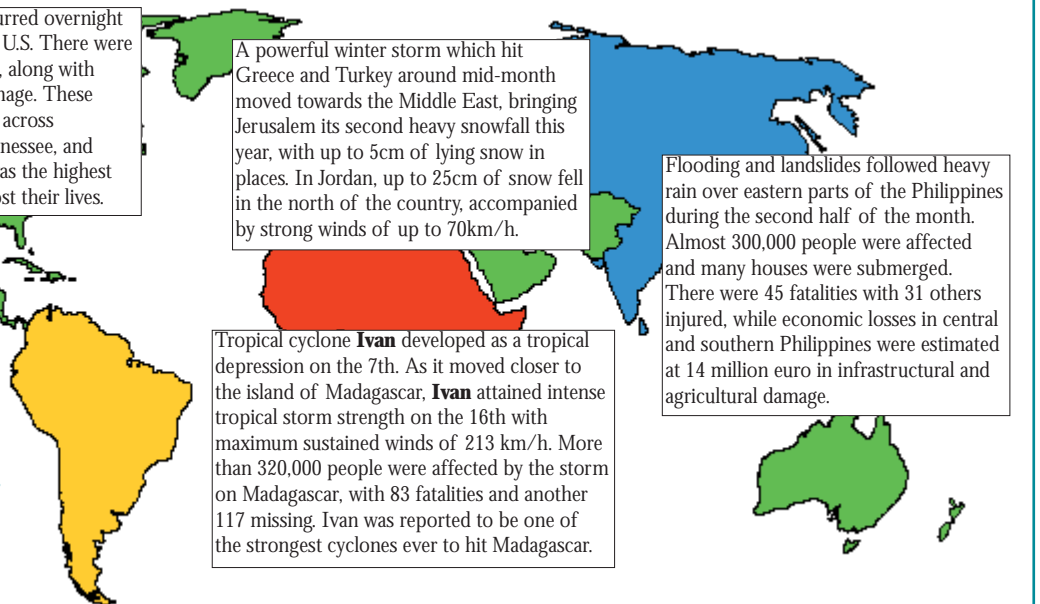 urred overnight
U.S. There were
, along with
nage. These
across
nessee, and
as the highest
ost their lives.
A powerful winter storm which hit
Greece and Turkey around mid-month
moved towards the Middle East, bringing
Jerusalem its second heavy snowfall this
year, with up to 5cm of lying snow in
places. In Jordan, up to 25cm of snow fell
in the north of the country, accompanied
by strong winds of up to 70km/h.
Flooding and landslides followed heavy
rain over eastern parts of the Philippines
during the second half of the month.
Almost 300,000 people were affected
and many houses were submerged.
There were 45 fatalities with 31 others
injured, while economic losses in central
and southern Philippines were estimated
at 14 million euro in infrastructural and
agricultural damage.
Tropical cyclone Ivan developed as a tropical
depression on the 7th. As it moved closer to
the island of Madagascar, Ivan attained intense
tropical storm strength on the 16th with
maximum sustained winds of 213 km/h. More
than 320,000 people were affected by the storm
on Madagascar, with 83 fatalities and another
117 missing. Ivan was reported to be one of
the strongest cyclones ever to hit Madagascar.